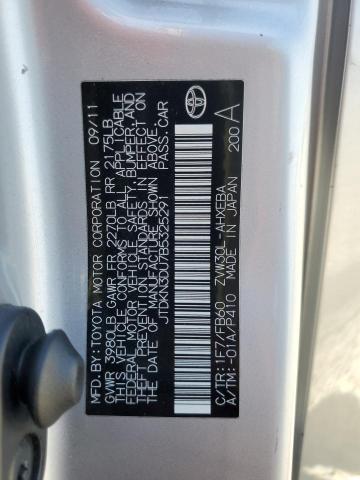 MFD.BY:TOYOTA MOTOR CORPORATION 09/11
GVWR 3980LB GAWR FR 2270LB RR 2175LB
THIS VEHICLE CONFORMS TO ALL APPLICABLE
FEDERAL MOTOR VEHICLE SAFETY,BUMPER,AND
THEFT PREVENTION STANDARDS IN EFFECT ON
THE DATE OF MANUFACTURE SHOWN ABOVE.
JTDKN3DU7B5325291 PASS.CAR
C/TR:1F7/FB60 ZVW30L-AHXEBA 200 A
A/TM:-01A/P410 MADE IN JAPAN